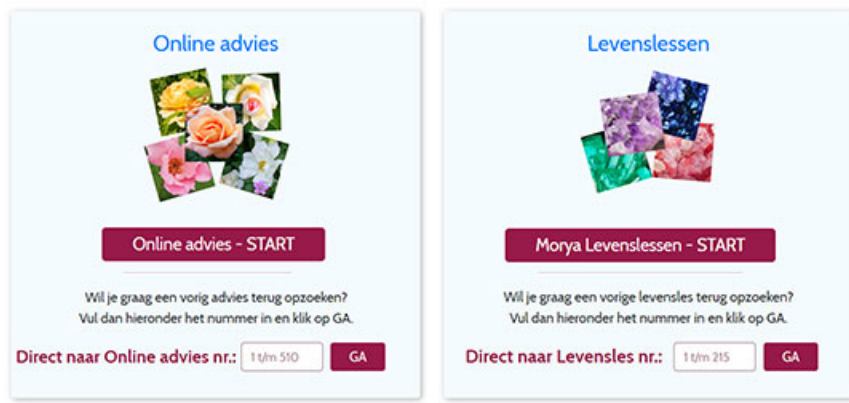 Online advies
Online advies - START
Wil je graag een vorig advies terug opzoeken?
Vul dan hieronder het nummer in en klik op GA.
Direct naar Online advies nr.: 1 t/m 510 GA
Levenslessen
Morya Levenslessen - START
Wil je graag een vorige levensles terug opzoeken?
Vul dan hieronder het nummer in en klik op GA.
Direct naar Levensles nr.: 1 t/m 215 GA